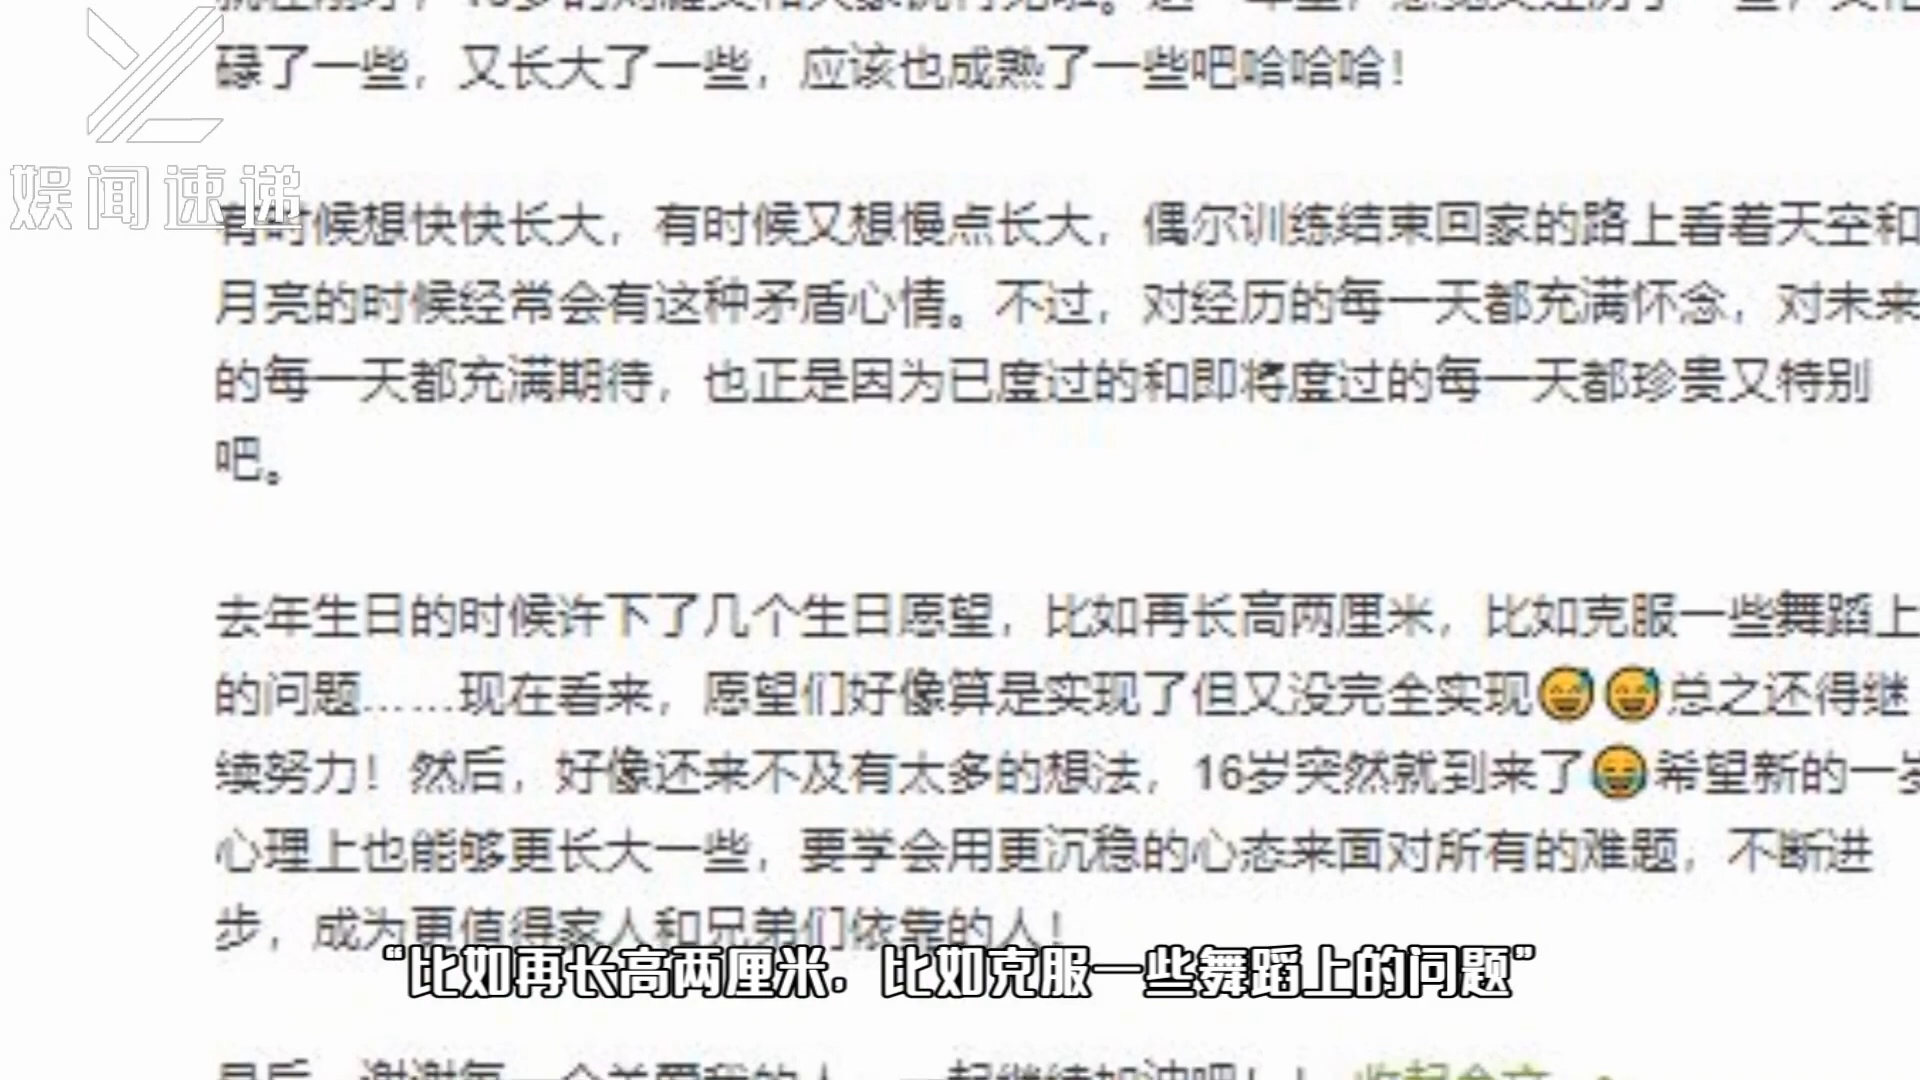 碌了一些，又长大了一些，应该也成熟了一些吧哈哈哈！
娱闻速递
有时候想快快长大，有时候又想慢点长大，偶尔训练结束回家的路上看着天空和
月亮的时候经常会有这种矛盾心情。不过，对经历的每一天都充满怀念，对未来
的每一天都充满期待，也正是因为已度过的和即将度过的每一天都珍贵又特别
吧。
去年生日的时候许下了几个生日愿望，比如再长高两厘米，比如克服一些舞蹈上
的问题……现在看来，愿望们好像算是实现了但又没完全实现😅😅总之还得继
续努力！然后，好像还来不及有太多的想法，16岁突然就到来了😂希望新的一岁
心理上也能够更长大一些，要学会用更沉稳的心态来面对所有的难题，不断进
步，成为更值得家人和兄弟们依靠的人！
“比如再长高两厘米，比如克服一些舞蹈上的问题”